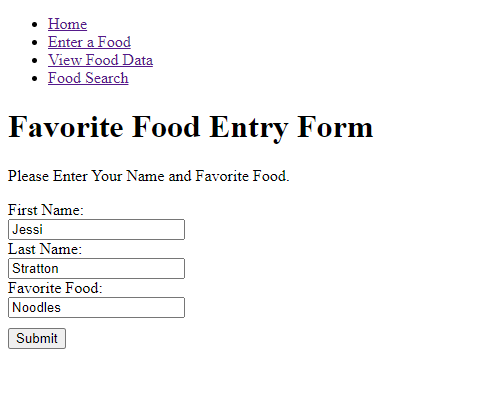 Home
Enter a Food
View Food Data
Food Search
Favorite Food Entry Form
Please Enter Your Name and Favorite Food.
First Name:
Jessi
Last Name:
Stratton
Favorite Food:
Noodles
Submit